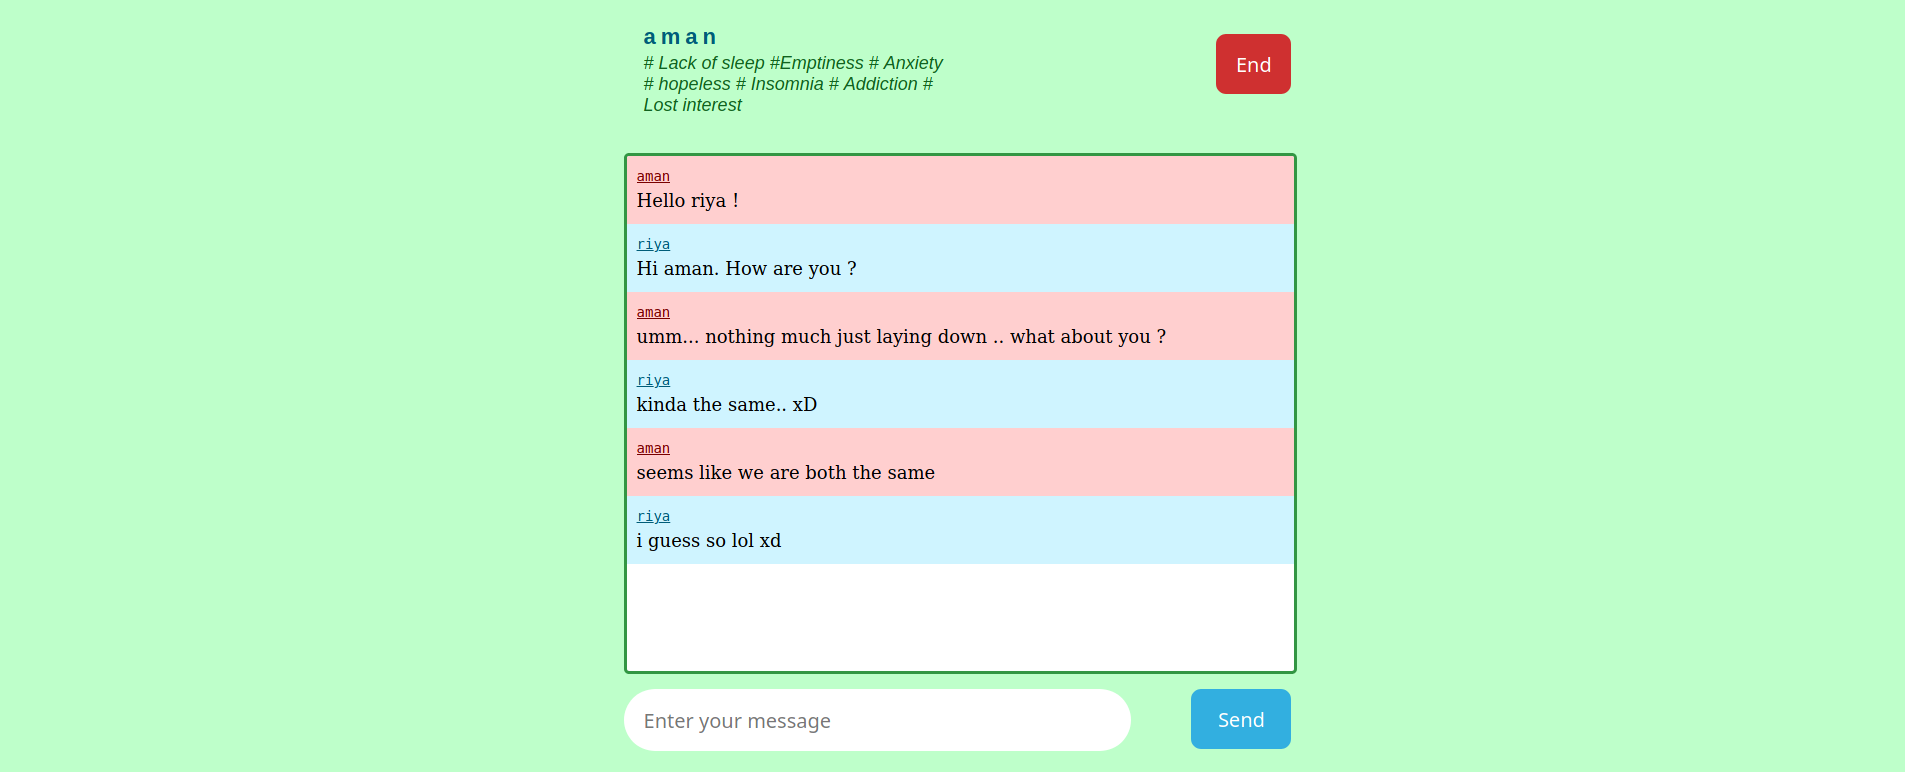 aman
# Lack of sleep #Emptiness # Anxiety
# hopeless # Insomnia # Addiction #
Lost interest
End
aman
Hello riya !
riya
Hi aman. How are you ?
aman
umm... nothing much just laying down .. what about you ?
riya
kinda the same.. xD
aman
seems like we are both the same
riya
i guess so lol xd
Enter your message
Send